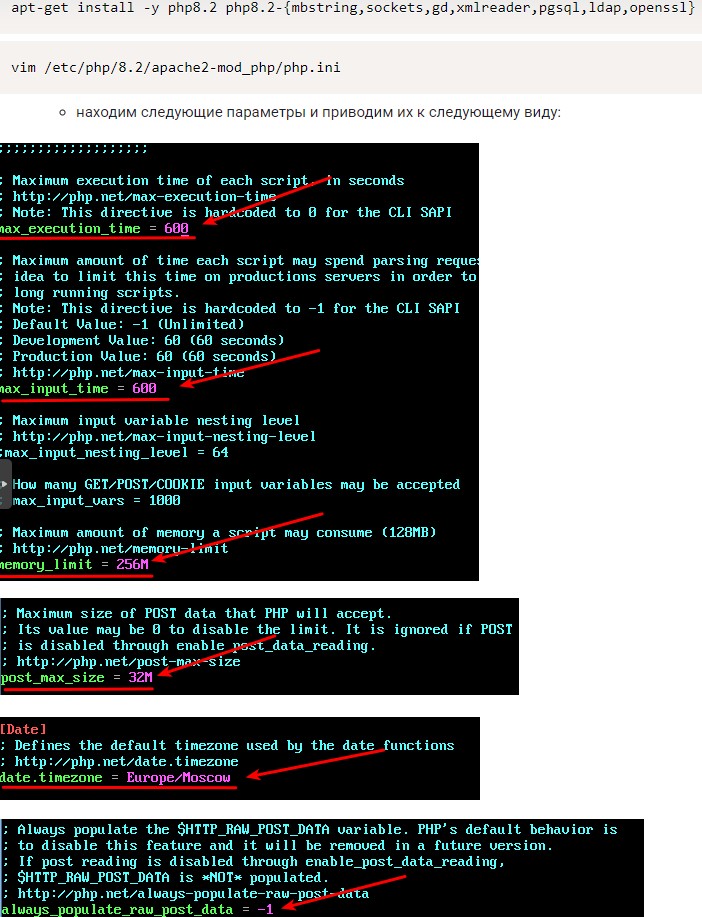 apt-get install -y php8.2 php8.2-{mbstring,sockets,gd,xmlreader,pgsql,ldap,openssl}
vim /etc/php/8.2/apache2-mod_php/php.ini
находим следующие параметры и приводим их к следующему виду:
;;;;;;;;;;;;;;;;;;;
; Maximum execution time of each script, in seconds
; http://php.net/max-execution-time
; Note: This directive is hardcoded to 0 for the CLI SAPI
max_execution_time = 600
; Maximum amount of time each script may spend parsing reques
; idea to limit this time on productions servers in order to
; long running scripts.
; Note: This directive is hardcoded to -1 for the CLI SAPI
; Default Value: -1 (Unlimited)
; Development Value: 60 (60 seconds)
; Production Value: 60 (60 seconds)
; http://php.net/max-input-time
max_input_time = 600
; Maximum input variable nesting level
; http://php.net/max-input-nesting-level
;max_input_nesting_level = 64
How many GET/POST/COOKIE input variables may be accepted
; max_input_vars = 1000
; Maximum amount of memory a script may consume (128MB)
; http://php.net/memory-limit
memory_limit = 256M
; Maximum size of POST data that PHP will accept.
; Its value may be 0 to disable the limit. It is ignored if POST
; is disabled through enable_post_data_reading.
; http://php.net/post-max-size
post_max_size = 32M
[Date]
; Defines the default timezone used by the date functions
; http://php.net/date.timezone
date.timezone = Europe/Moscow
; Always populate the $HTTP_RAW_POST_DATA variable. PHP's default behavior is
; to disable this feature and it will be removed in a future version.
; If post reading is disabled through enable_post_data_reading,
; $HTTP_RAW_POST_DATA is *NOT* populated.
; http://php.net/always-populate-raw-post-data
always_populate_raw_post_data = -1